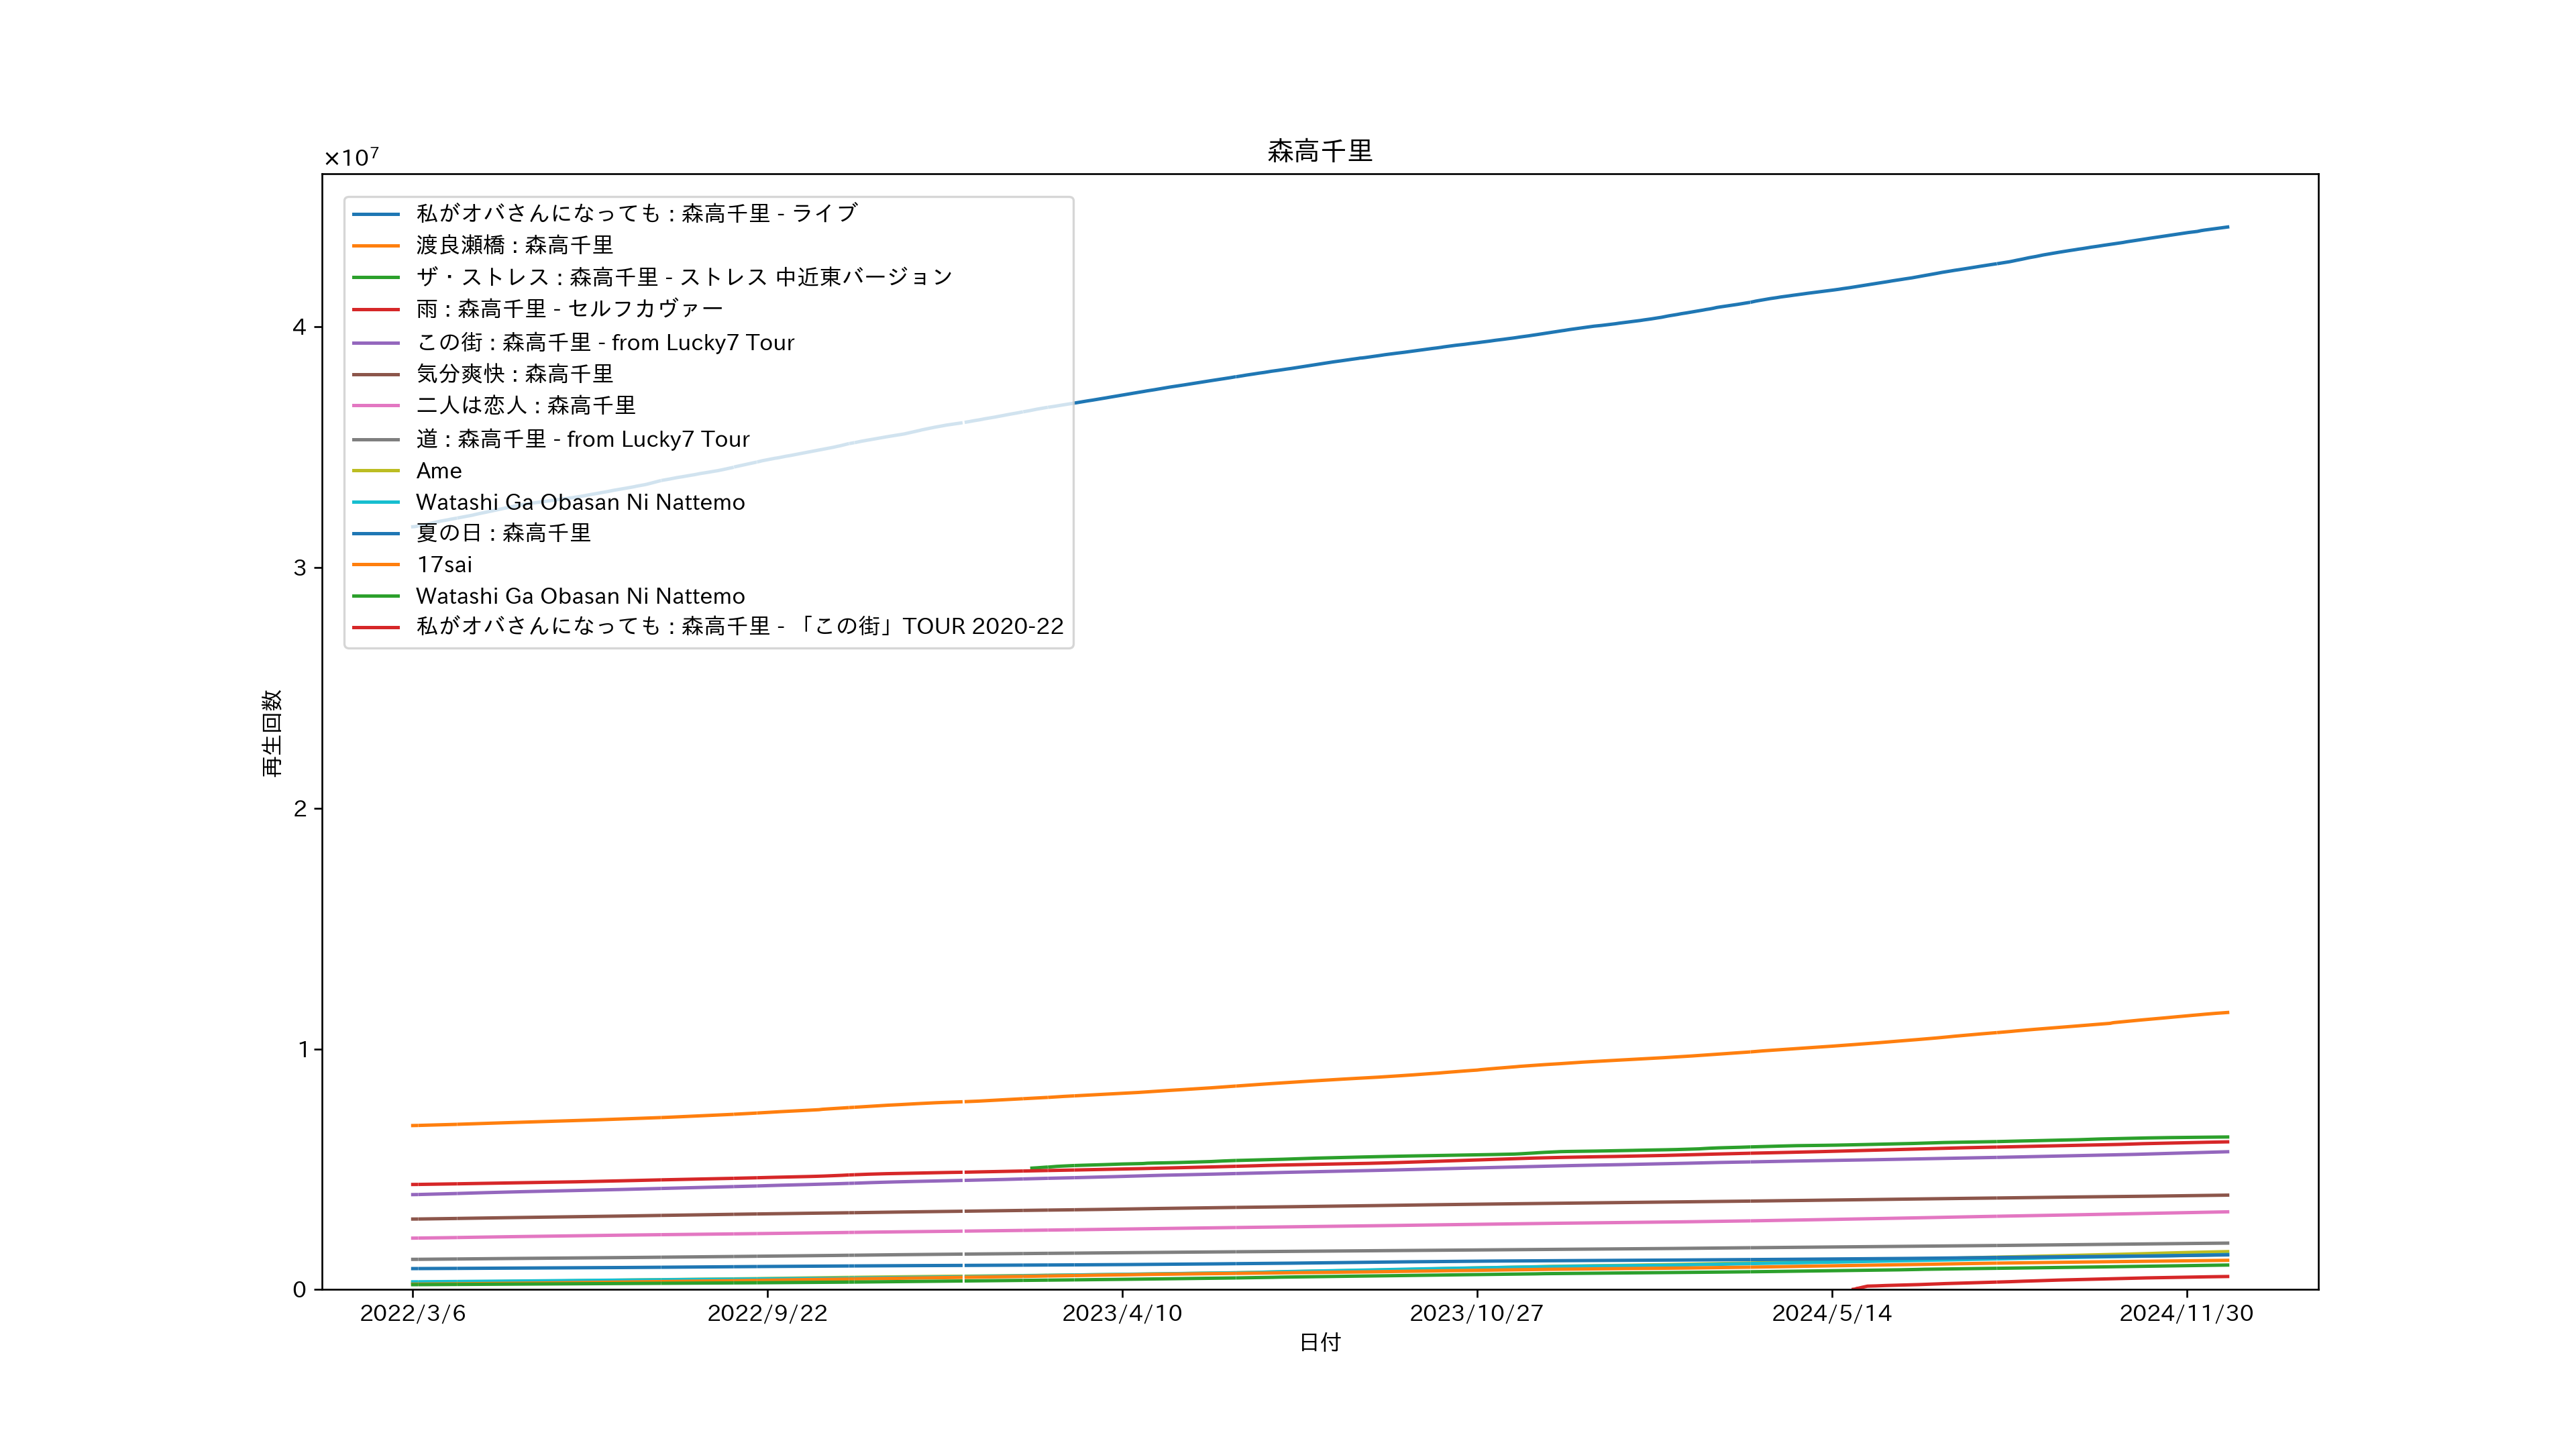 森高千里
×10⁷
私がオバさんになっても : 森高千里 - ライブ
渡良瀬橋 : 森高千里
ザ・ストレス : 森高千里 - ストレス 中近東バージョン
雨 : 森高千里 - セルフカヴァー
この街 : 森高千里 - from Lucky7 Tour
気分爽快 : 森高千里
二人は恋人 : 森高千里
道 : 森高千里 - from Lucky7 Tour
Ame
Watashi Ga Obasan Ni Nattemo
夏の日 : 森高千里
17sai
Watashi Ga Obasan Ni Nattemo
私がオバさんになっても : 森高千里 - 「この街」TOUR 2020-22
4
3
2
1
0
再生回数
2022/3/6
2022/9/22
2023/4/10
2023/10/27
2024/5/14
2024/11/30
日付